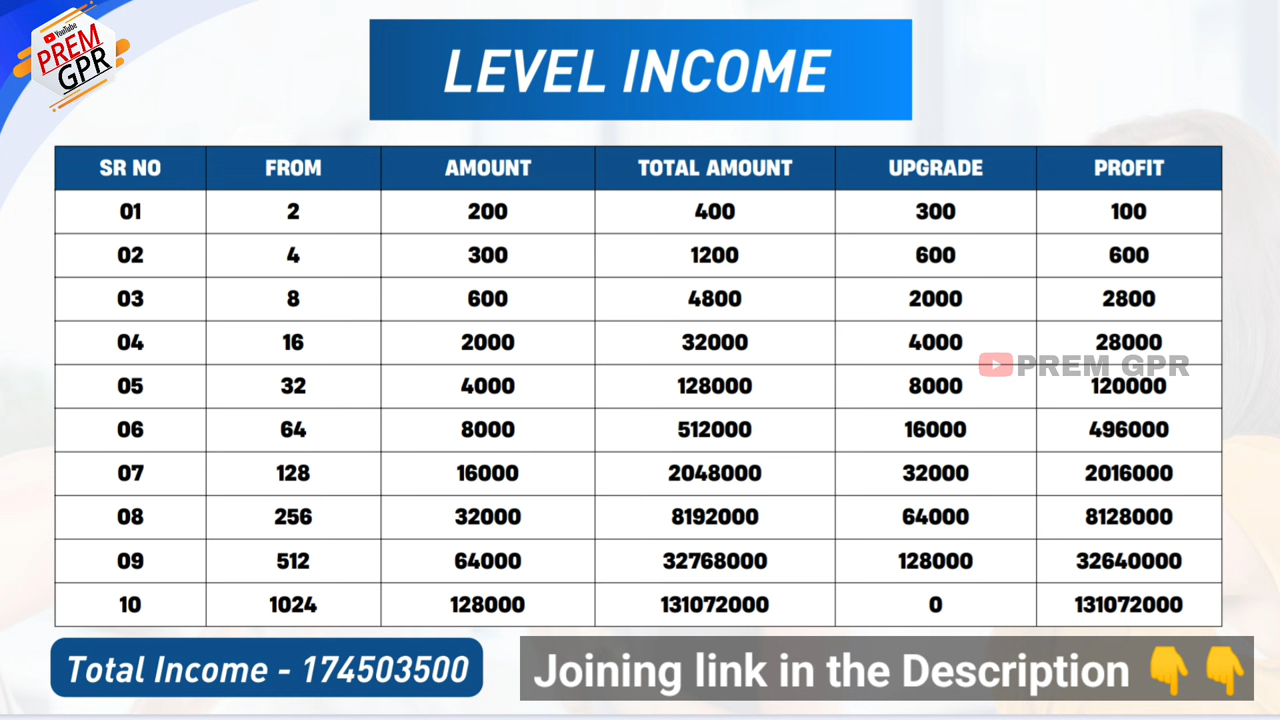 YouTube
PREM
GPR
LEVEL INCOME
SR NO FROM AMOUNT TOTAL AMOUNT UPGRADE PROFIT
01 2 200 400 300 100
02 4 300 1200 600 600
03 8 600 4800 2000 2800
04 16 2000 32000 4000 28000
PREM GPR
05 32 4000 128000 8000 120000
06 64 8000 512000 16000 496000
07 128 16000 2048000 32000 2016000
08 256 32000 8192000 64000 8128000
09 512 64000 32768000 128000 32640000
10 1024 128000 131072000 0 131072000
Total Income - 174503500
Joining link in the Description 👇 👇